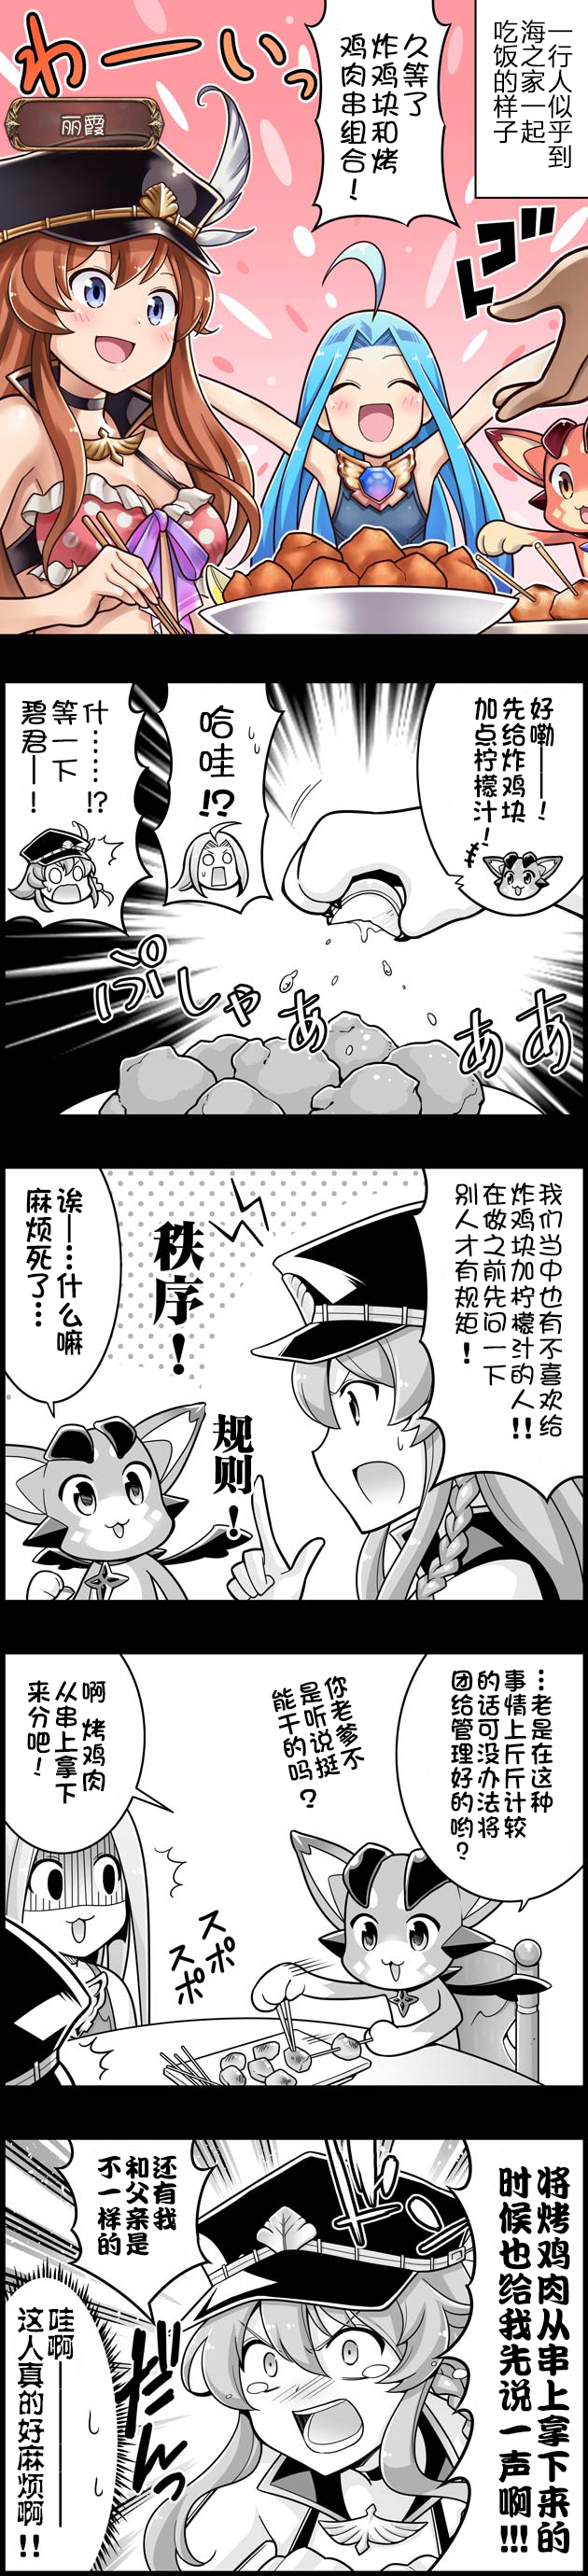 一行人似乎到
海之家一起
吃饭的样子
久等了
炸鸡块和烤
鸡肉串组合！
わーいっ
丽霞
ゴト
好嘞——！
先给炸鸡块
加点柠檬汁！
哈哇!?
什……!?
等一下
碧君——！
ぷしゃぁぁ
ああ
我们当中也有不喜欢给
炸鸡块加柠檬汁的人!!
在做之前先问一下
别人才有规矩！
秩序！
规则！
诶——…什么嘛
麻烦死了…
…老是在这种
事情上斤斤计较
的话可没办法将
团给管理好的哟？
你老爹不
是听说挺
能干的吗？
啊 烤鸡肉
从串上拿下
来分吧！
スポ
スポ
将烤鸡肉从串上拿下来的
时候也给我先说一声啊!!!
还有我
和父亲是
不一样的
だんっ
哇啊————
这人真的好麻烦啊!!